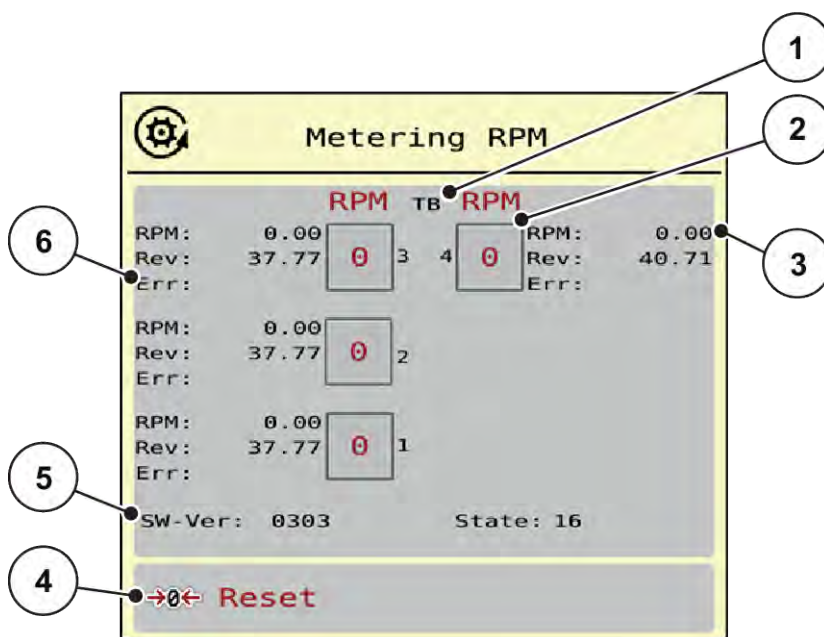 1
Metering RPM
2
RPM TB RPM
RPM: 0.00 0 3 4 0 RPM: 0.00
Rev: 37.77 Rev: 40.71
Err: Err:
6
3
RPM: 0.00
Rev: 37.77 0 2
Err:
RPM: 0.00
Rev: 37.77 0 1
Err:
5
SW-Ver: 0303 State: 16
4
→0← Reset